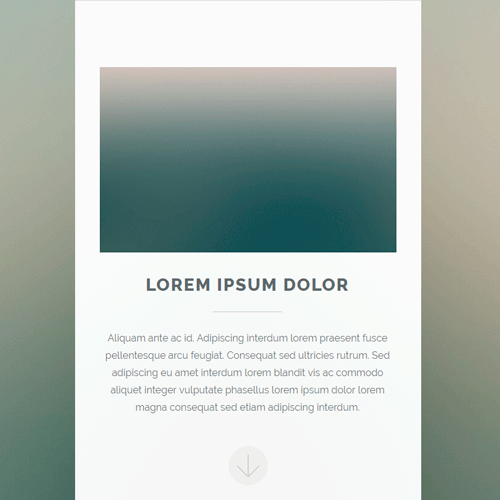 LOREM IPSUM DOLOR
Aliquam ante ac id. Adipiscing interdum lorem praesent fusce
pellentesque arcu feugiat. Consequat sed ultricies rutrum. Sed
adipiscing eu amet interdum lorem blandit vis ac commodo
aliquet integer vulputate phasellus lorem ipsum dolor lorem
magna consequat sed etiam adipiscing interdum.